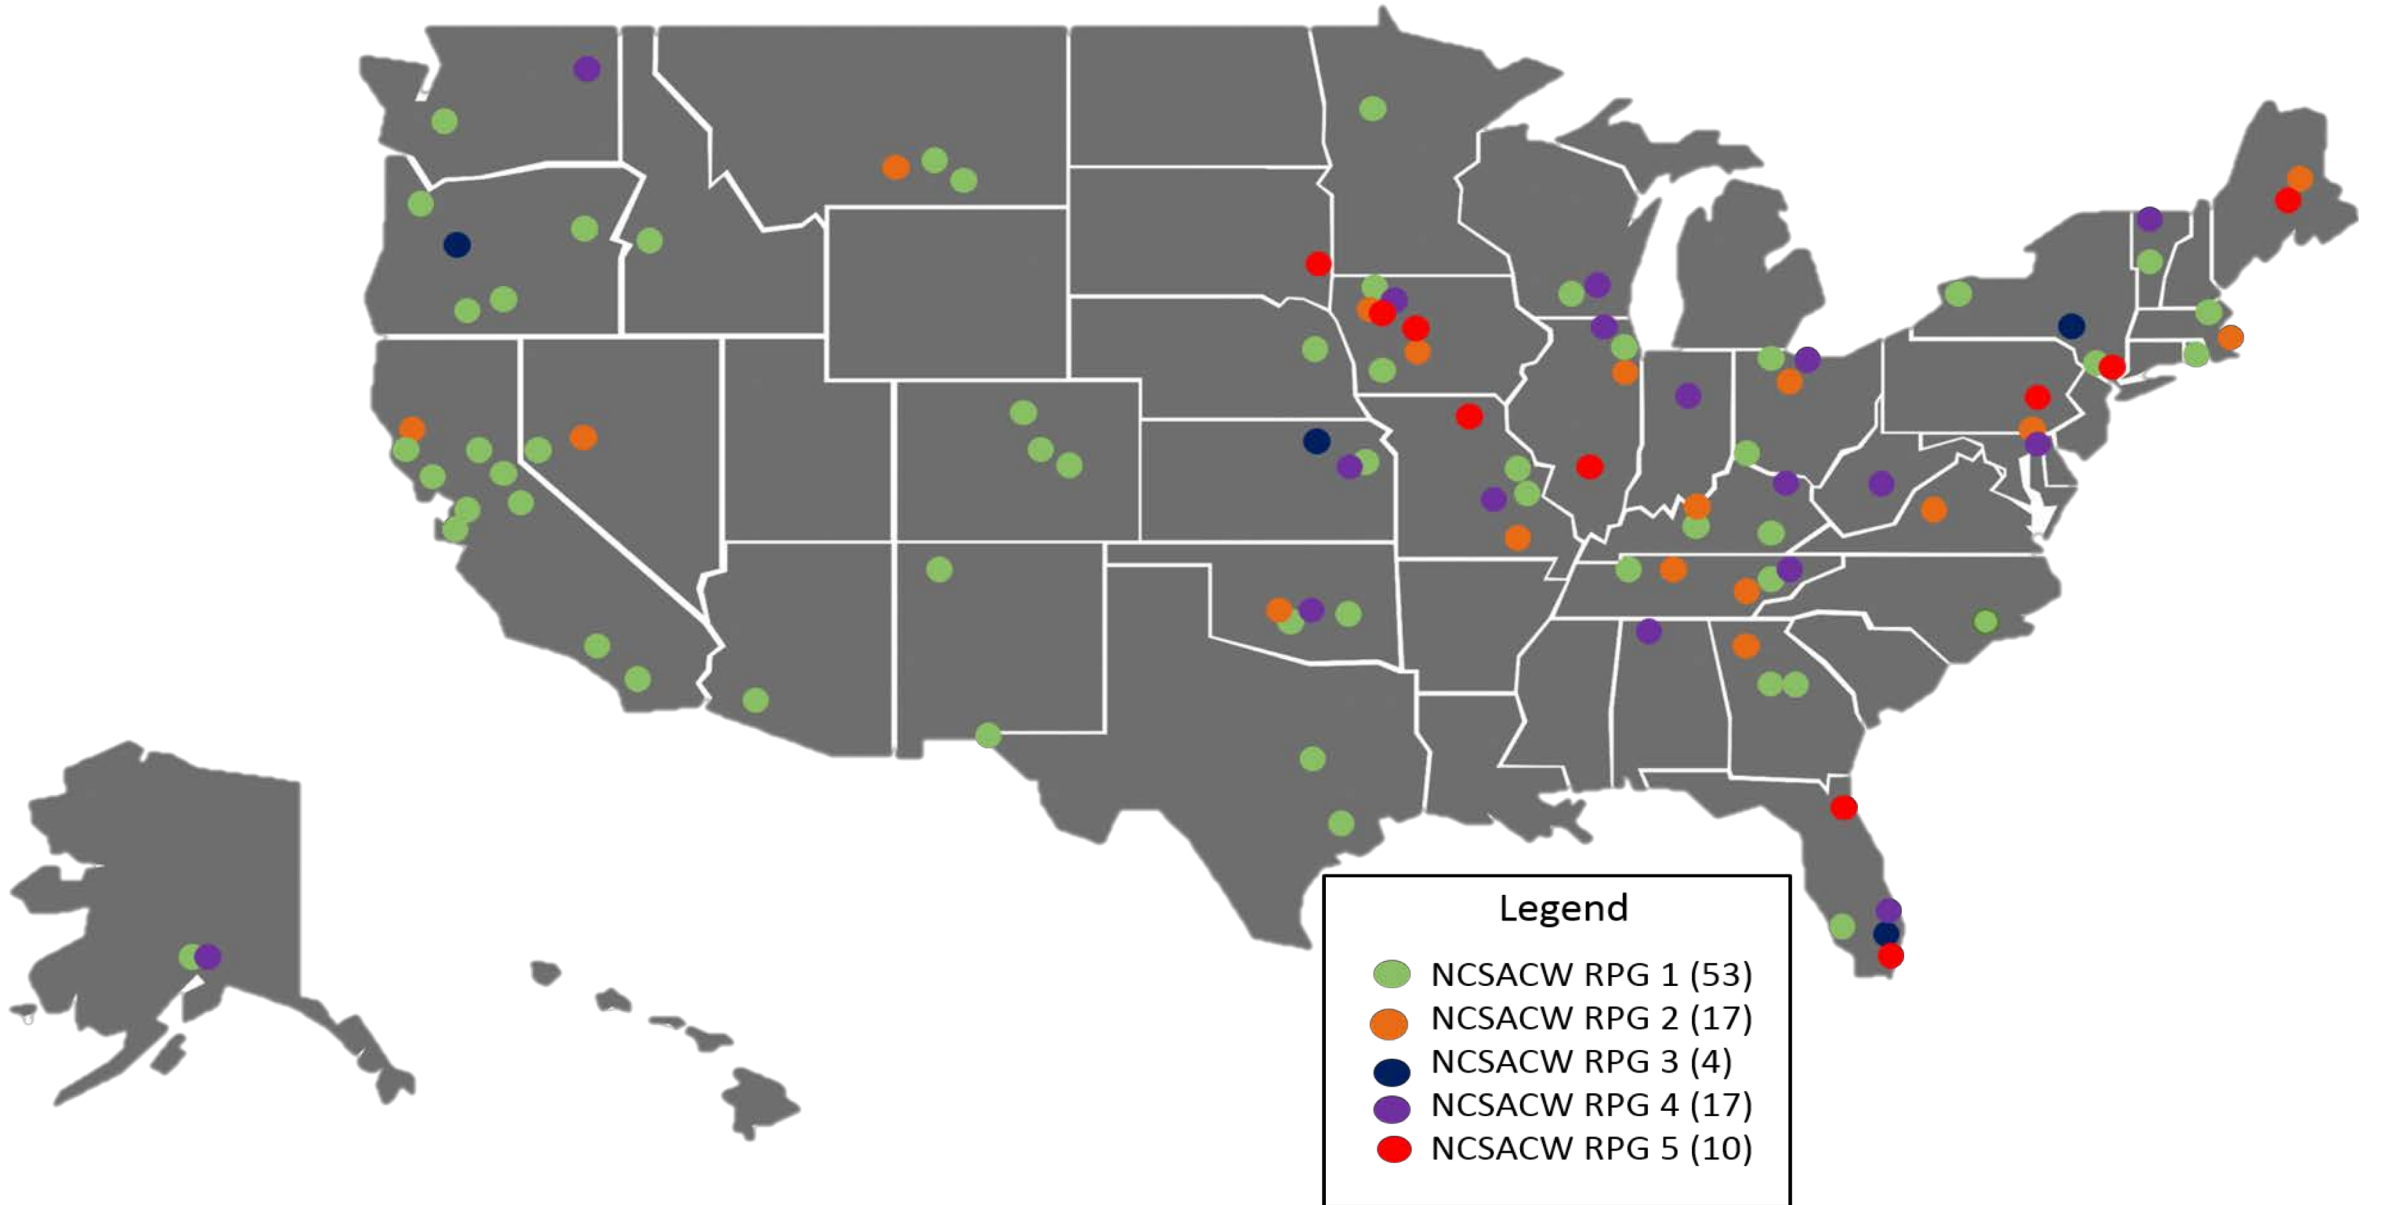 Legend
NCSACW RPG 1 (53)
NCSACW RPG 2 (17)
NCSACW RPG 3 (4)
NCSACW RPG 4 (17)
NCSACW RPG 5 (10)